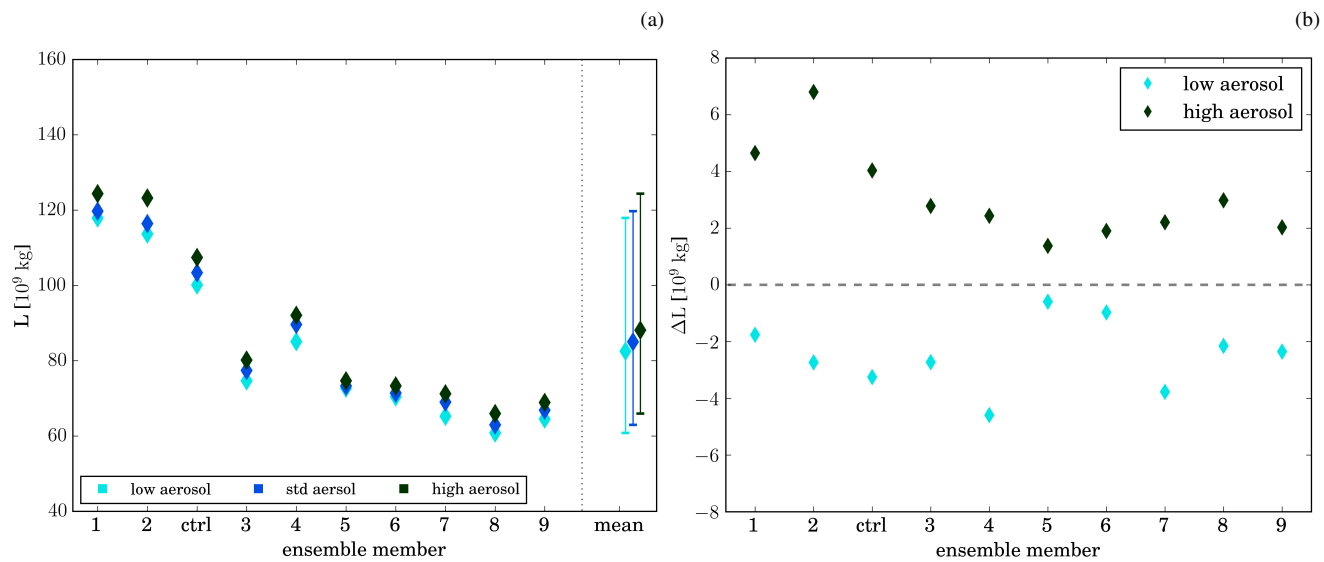 (a)
160
140
120
100
80
60
40
L [10⁹ kg]
low aerosol std aersol high aerosol
1 2 ctrl 3 4 5 6 7 8 9 mean
ensemble member
(b)
8
6
4
2
0
−2
−4
−6
−8
ΔL [10⁹ kg]
low aerosol
high aerosol
1 2 ctrl 3 4 5 6 7 8 9
ensemble member